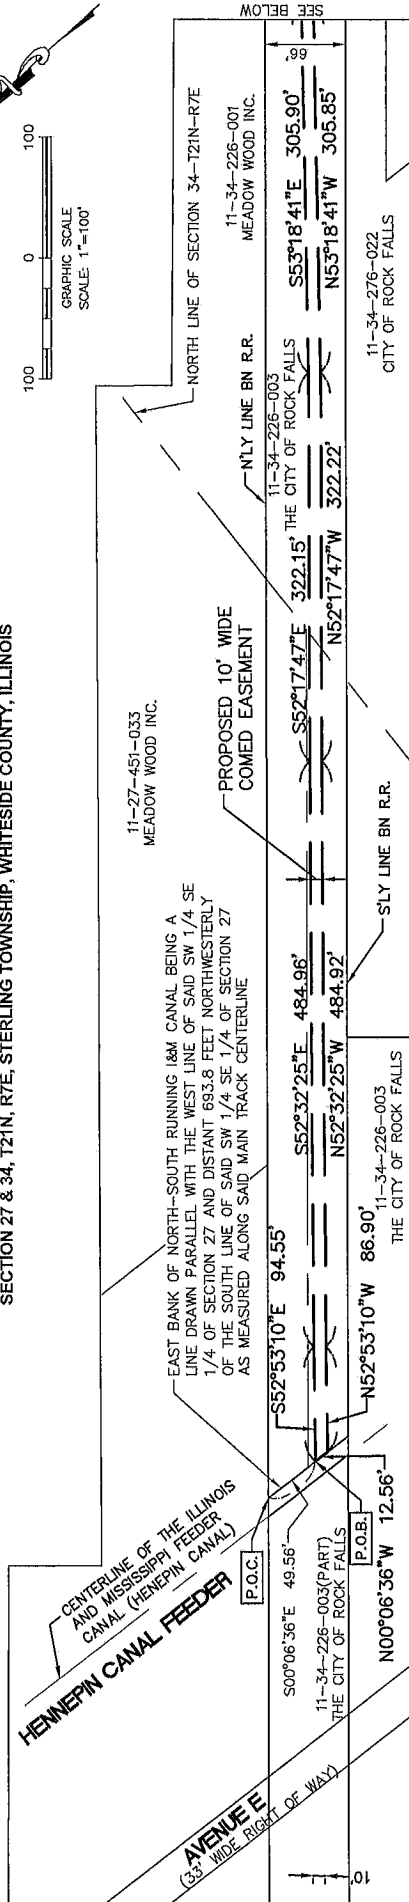 SECTION 27 & 34, T21N, R7E, STERLING TOWNSHIP, WHITESIDE COUNTY, ILLINOIS
100 0 100
GRAPHIC SCALE
SCALE: 1"=100'
HENNEPIN CANAL FEEDER
CENTERLINE OF THE ILLINOIS
AND MISSISSIPPI FEEDER
CANAL (HENEPIN CANAL)
AVENUE E
(33' WIDE RIGHT OF WAY)
10'
EAST BANK OF NORTH-SOUTH RUNNING I&M CANAL BEING A
LINE DRAWN PARALLEL WITH THE WEST LINE OF SAID SW 1/4 SE
1/4 OF SECTION 27 AND DISTANT 693.8 FEET NORTHWESTERLY
OF THE SOUTH LINE OF SAID SW 1/4 SE 1/4 OF SECTION 27
AS MEASURED ALONG SAID MAIN TRACK CENTERLINE
11-27-451-033
MEADOW WOOD INC.
PROPOSED 10' WIDE
COMED EASEMENT
NORTH LINE OF SECTION 34-T21N-R7E
N'LY LINE BN R.R.
11-34-226-001
MEADOW WOOD INC.
P.O.C.
S00°06'36"E 49.56'
11-34-226-003(PART)
THE CITY OF ROCK FALLS
P.O.B.
N00°06'36"W 12.56'
S52°53'10"E 94.55'
N52°53'10"W 86.90'
S52°32'25"E 484.96'
N52°32'25"W 484.92'
S52°17'47"E 322.15'
N52°17'47"W 322.22'
11-34-226-003
THE CITY OF ROCK FALLS
S53°18'41"E 305.90'
N53°18'41"W 305.85'
66'
SEE BELOW
11-34-226-003
THE CITY OF ROCK FALLS
S'LY LINE BN R.R.
11-34-276-022
CITY OF ROCK FALLS